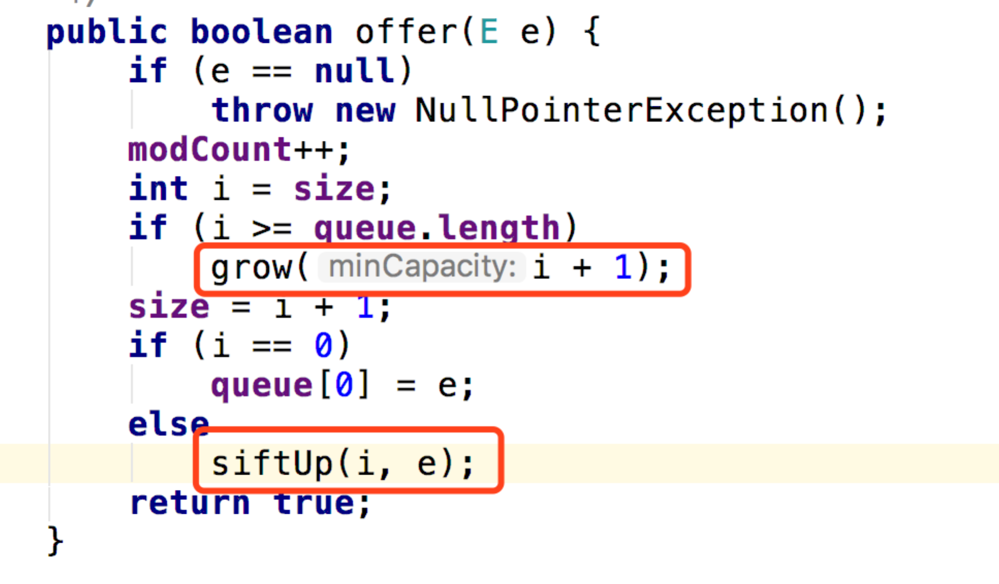 */
public boolean offer(E e) {
if (e == null)
throw new NullPointerException();
modCount++;
int i = size;
if (i >= queue.length)
grow( minCapacity: i + 1);
size = i + 1;
if (i == 0)
queue[0] = e;
else
siftUp(i, e);
return true;
}